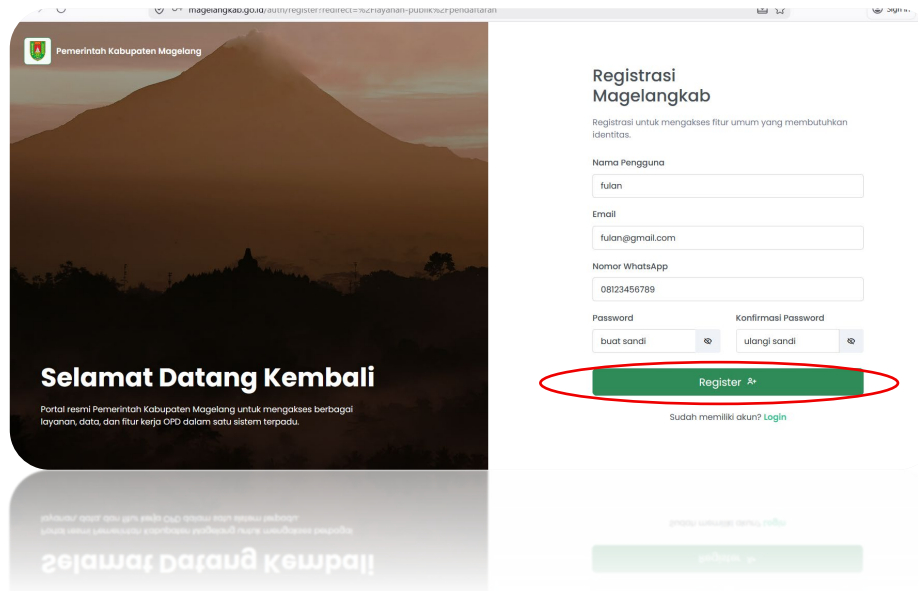 magelangkab.go.id/auth/register?redirect=%2Flayanan-publik%2Fpendaftaran
Sign in
Pemerintah Kabupaten Magelang
Selamat Datang Kembali
Portal resmi Pemerintah Kabupaten Magelang untuk mengakses berbagai
layanan, data, dan fitur kerja OPD dalam satu sistem terpadu.
Registrasi
Magelangkab
Registrasi untuk mengakses fitur umum yang membutuhkan
identitas.
Nama Pengguna
fulan
Email
fulan@gmail.com
Nomor WhatsApp
08123456789
Password
Konfirmasi Password
buat sandi
ulangi sandi
Register
Sudah memiliki akun? Login